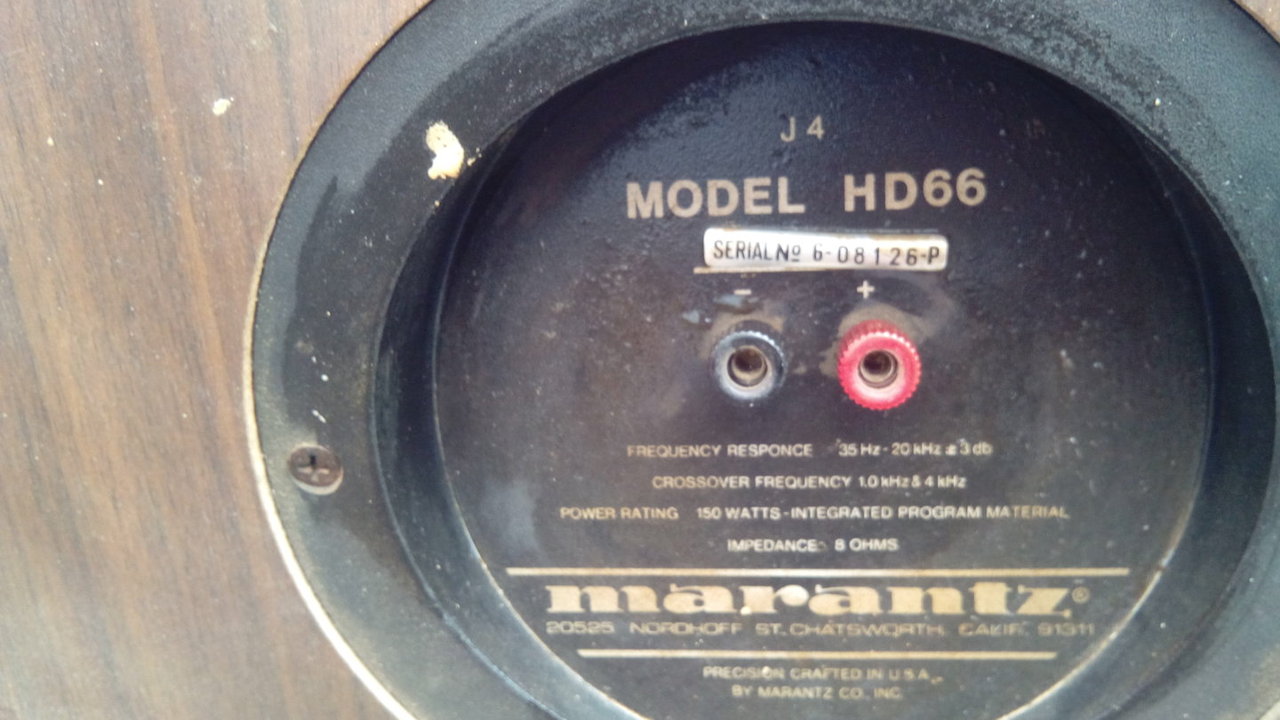 J 4
MODEL HD66
SERIAL Nº 6-08126-P
- +
FREQUENCY RESPONCE 35 Hz - 20 kHz ± 3 db
CROSSOVER FREQUENCY 1.0 kHz & 4 kHz
POWER RATING 150 WATTS - INTEGRATED PROGRAM MATERIAL
IMPEDANCE 8 OHMS
marantz®
20525 NORDHOFF ST. CHATSWORTH, CALIF. 91311
PRECISION CRAFTED IN U.S.A.
BY MARANTZ CO., INC.